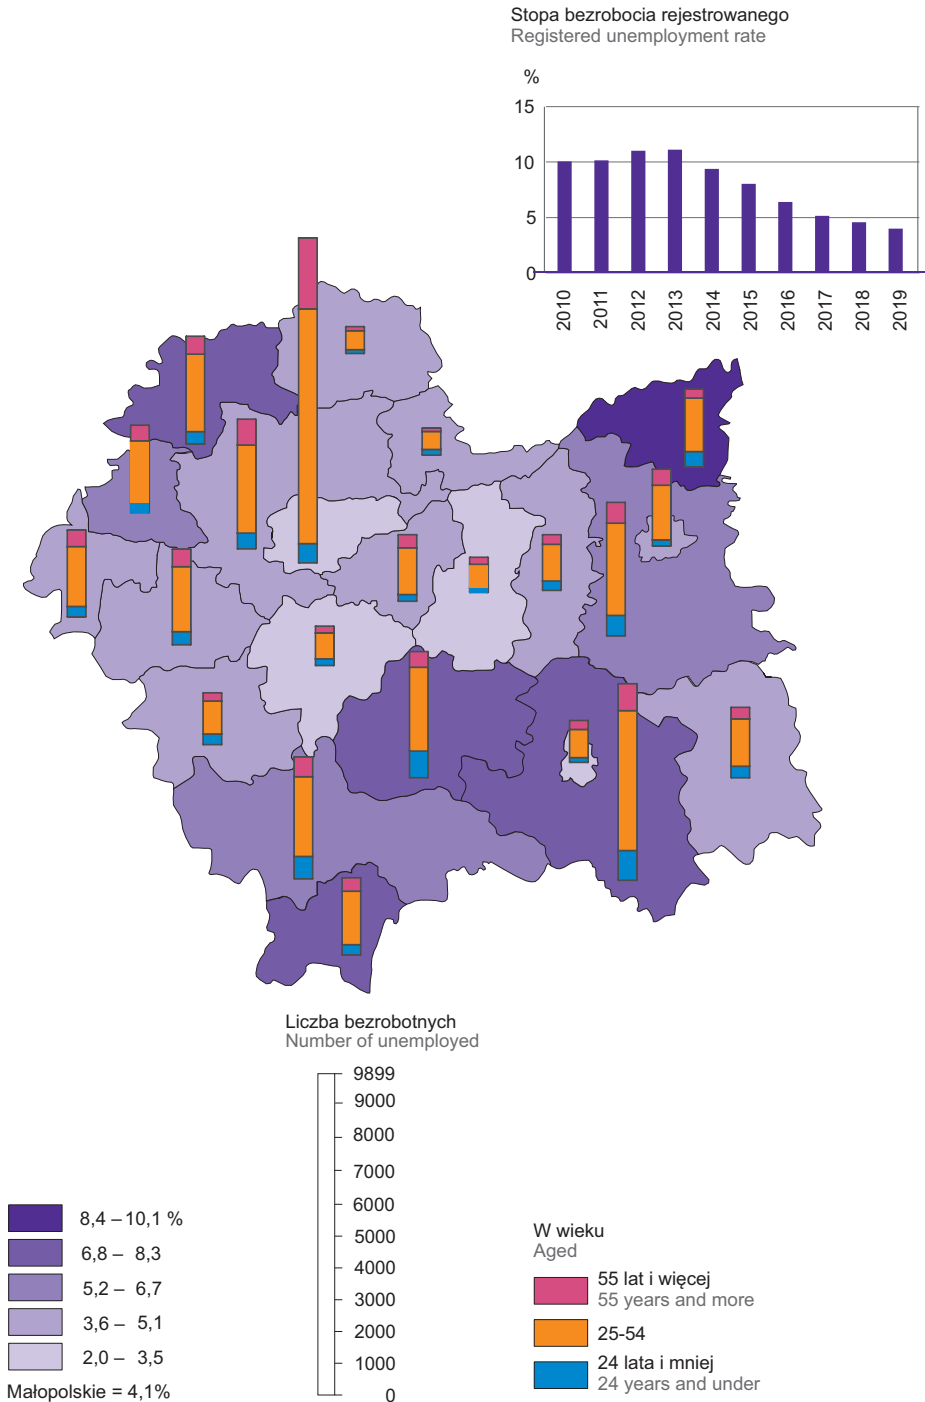 Stopa bezrobocia rejestrowanego
Registered unemployment rate
%
15
10
5
0
2010
2011
2012
2013
2014
2015
2016
2017
2018
2019
Liczba bezrobotnych
Number of unemployed
9899
9000
8000
7000
6000
5000
4000
3000
2000
1000
0
8,4 – 10,1 %
6,8 – 8,3
5,2 – 6,7
3,6 – 5,1
2,0 – 3,5
Małopolskie = 4,1%
W wieku
Aged
55 lat i więcej
55 years and more
25-54
24 lata i mniej
24 years and under